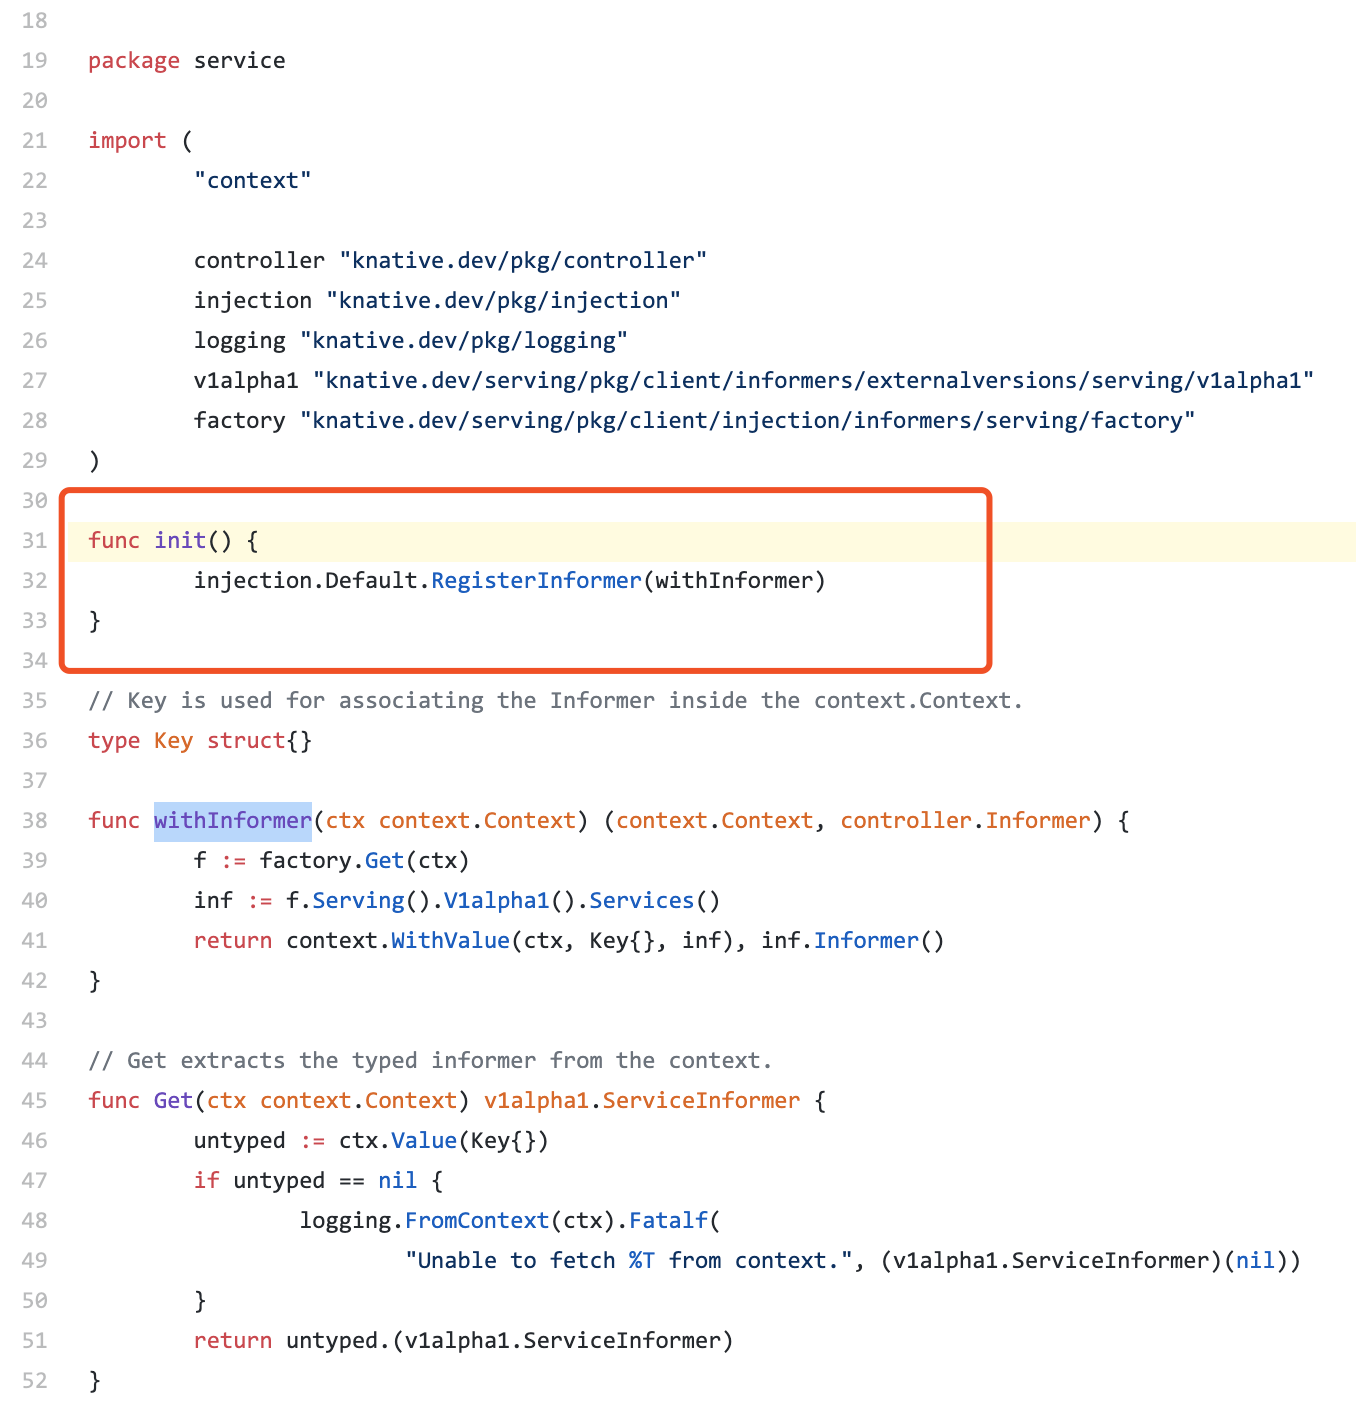 18
19 package service
20
21 import (
22 "context"
23
24 controller "knative.dev/pkg/controller"
25 injection "knative.dev/pkg/injection"
26 logging "knative.dev/pkg/logging"
27 v1alpha1 "knative.dev/serving/pkg/client/informers/externalversions/serving/v1alpha1"
28 factory "knative.dev/serving/pkg/client/injection/informers/serving/factory"
29 )
30
31 func init() {
32 injection.Default.RegisterInformer(withInformer)
33 }
34
35 // Key is used for associating the Informer inside the context.Context.
36 type Key struct{}
37
38 func withInformer(ctx context.Context) (context.Context, controller.Informer) {
39 f := factory.Get(ctx)
40 inf := f.Serving().V1alpha1().Services()
41 return context.WithValue(ctx, Key{}, inf), inf.Informer()
42 }
43
44 // Get extracts the typed informer from the context.
45 func Get(ctx context.Context) v1alpha1.ServiceInformer {
46 untyped := ctx.Value(Key{})
47 if untyped == nil {
48 logging.FromContext(ctx).Fatalf(
49 "Unable to fetch %T from context.", (v1alpha1.ServiceInformer)(nil))
50 }
51 return untyped.(v1alpha1.ServiceInformer)
52 }